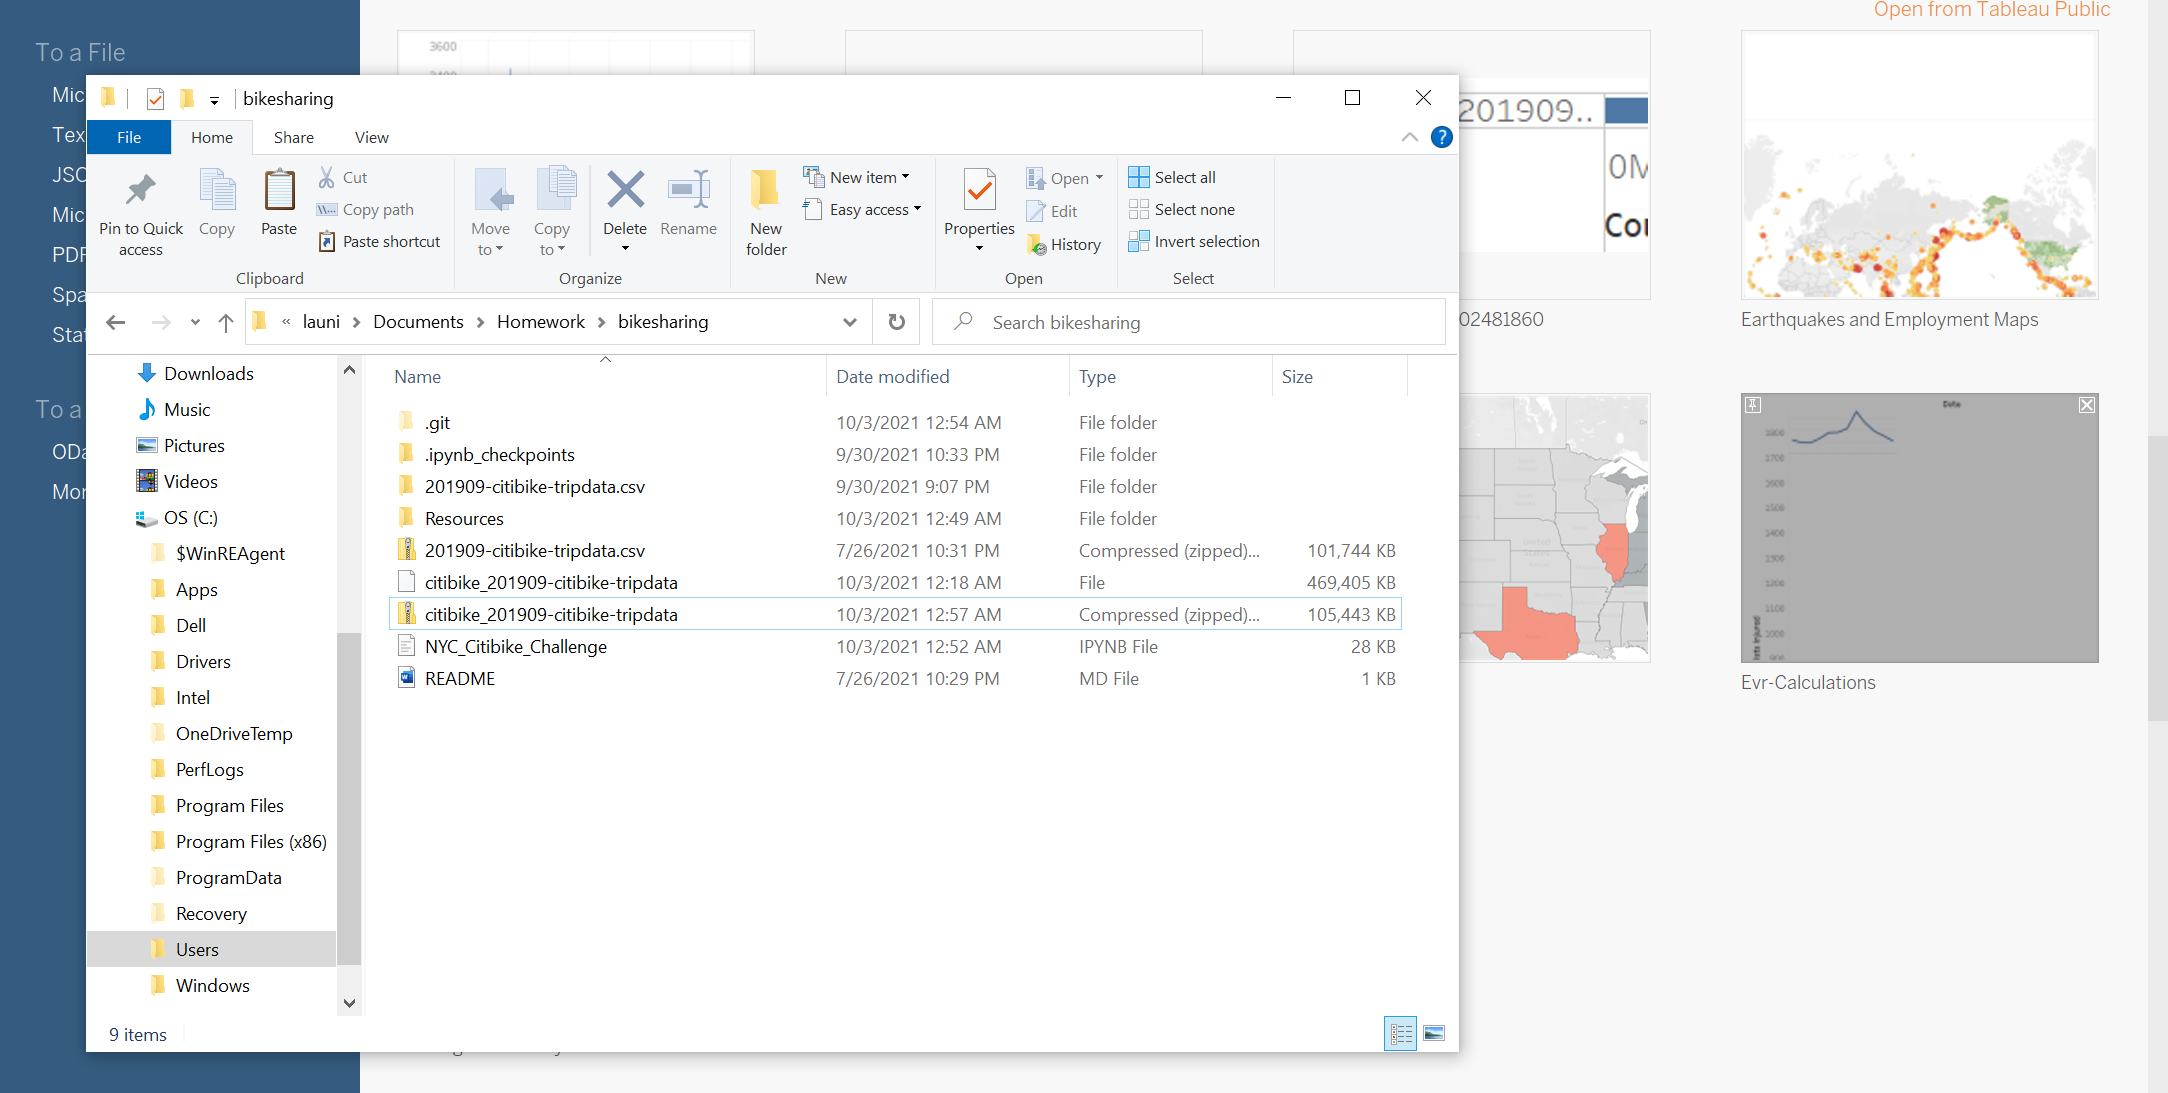 Open from Tableau Public
To a File
3600
bikesharing
Mic
Tex
JSO
Mic
PDF
Spa
Stat
To a
ODa
Mor
File Home Share View
Pin to Quick access
Copy
Paste
Cut
Copy path
Paste shortcut
Move to
Copy to
Delete
Rename
New folder
New item
Easy access
Properties
Open
Edit
History
Select all
Select none
Invert selection
Clipboard Organize New Open Select
« launi > Documents > Homework > bikesharing
Search bikesharing
Downloads
Music
Pictures
Videos
OS (C:)
$WinREAgent
Apps
Dell
Drivers
Intel
OneDriveTemp
PerfLogs
Program Files
Program Files (x86)
ProgramData
Recovery
Users
Windows
Name Date modified Type Size
.git 10/3/2021 12:54 AM File folder
.ipynb_checkpoints 9/30/2021 10:33 PM File folder
201909-citibike-tripdata.csv 9/30/2021 9:07 PM File folder
Resources 10/3/2021 12:49 AM File folder
201909-citibike-tripdata.csv 7/26/2021 10:31 PM Compressed (zipped)... 101,744 KB
citibike_201909-citibike-tripdata 10/3/2021 12:18 AM File 469,405 KB
citibike_201909-citibike-tripdata 10/3/2021 12:57 AM Compressed (zipped)... 105,443 KB
NYC_Citibike_Challenge 10/3/2021 12:52 AM IPYNB File 28 KB
README 7/26/2021 10:29 PM MD File 1 KB
9 items
201909..
0M
Co
02481860
Earthquakes and Employment Maps
Date
1800
1700
1500
1400
1300
1200
1100
1000
900
Evr-Calculations